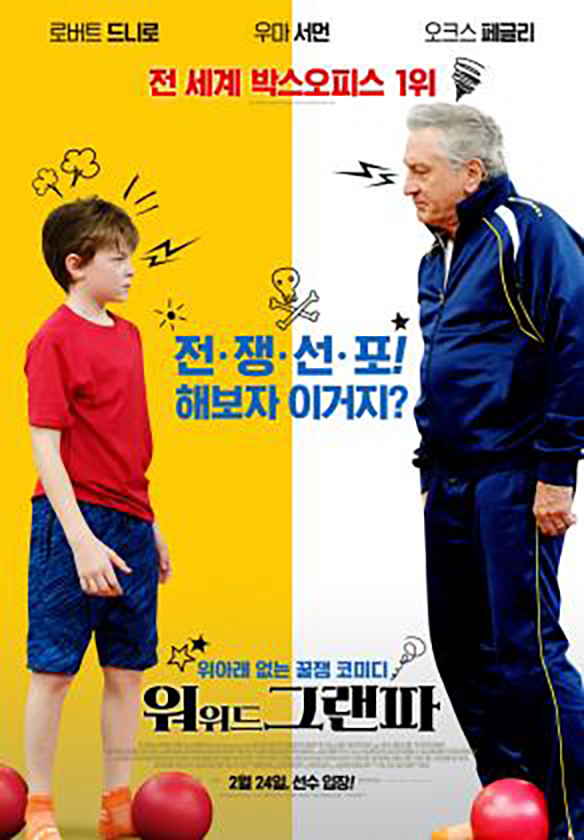 로버트 드니로 우마 서먼 오크스 페글리
전 세계 박스오피스 1위
전·쟁·선·포!
해보자 이거지?
위아래 없는 꿀잼 코미디
워 위드 그랜파
2월 24일, 선수 입장!